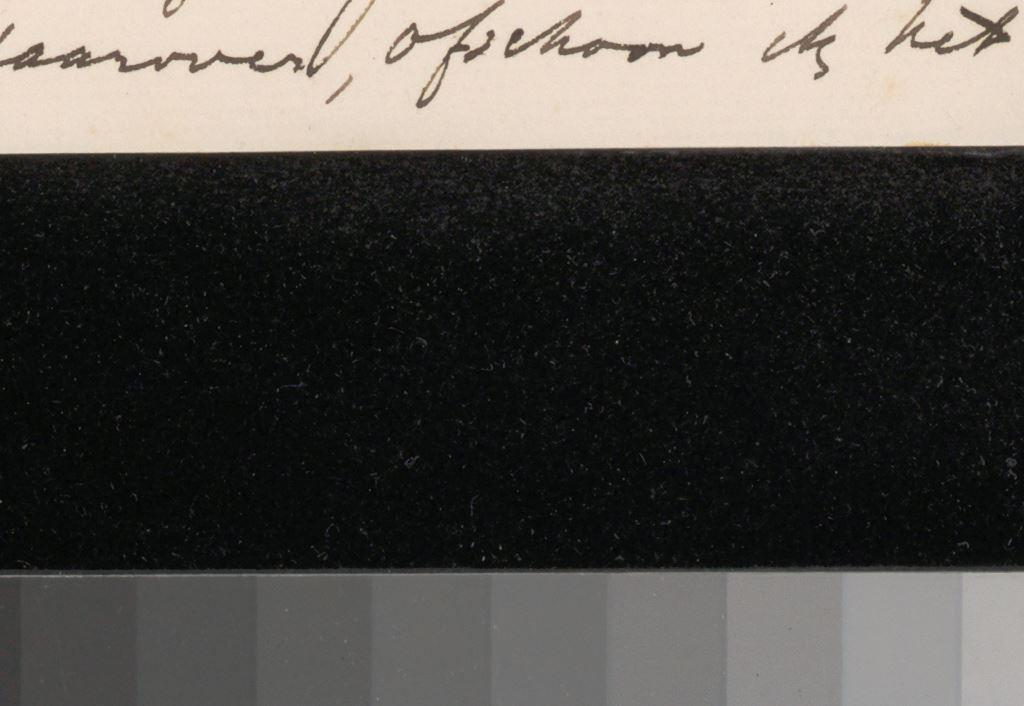 daarover, ofschoon ik het